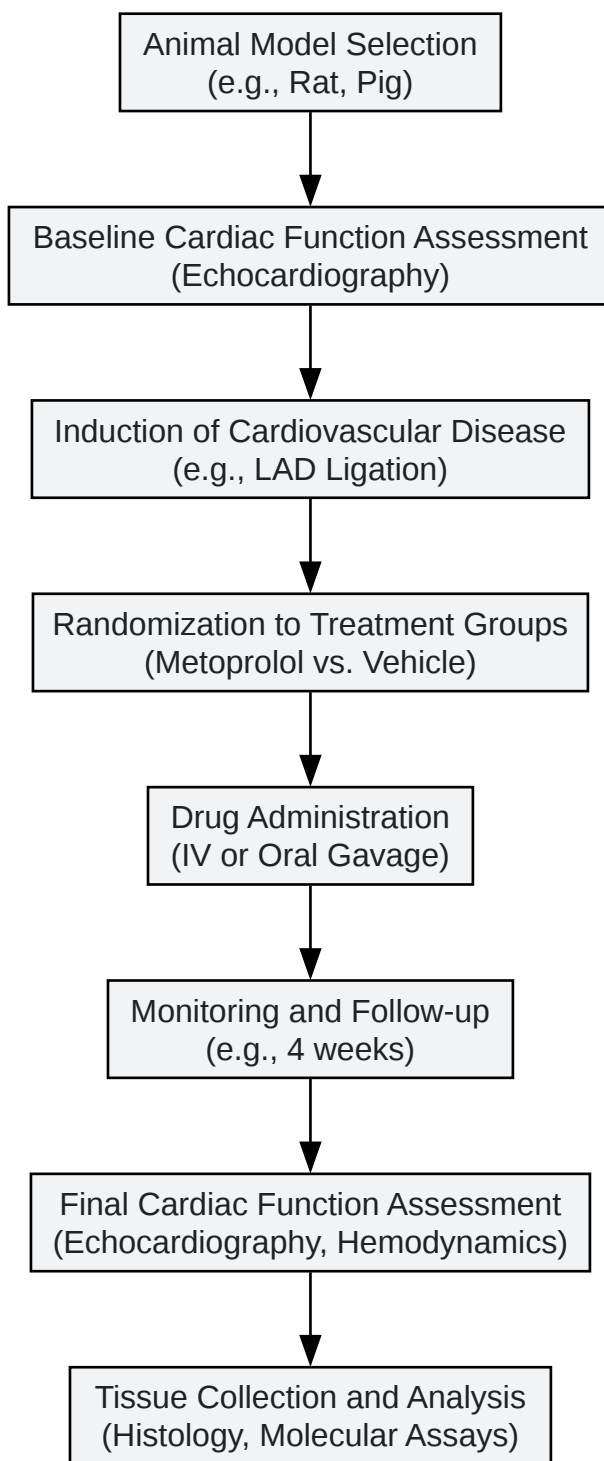 Animal Model Selection
(e.g., Rat, Pig)
Baseline Cardiac Function Assessment
(Echocardiography)
Induction of Cardiovascular Disease
(e.g., LAD Ligation)
Randomization to Treatment Groups
(Metoprolol vs. Vehicle)
Drug Administration
(IV or Oral Gavage)
Monitoring and Follow-up
(e.g., 4 weeks)
Final Cardiac Function Assessment
(Echocardiography, Hemodynamics)
Tissue Collection and Analysis
(Histology, Molecular Assays)